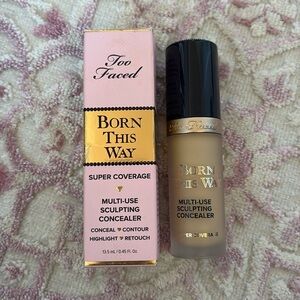 Too
Faced
BORN
THIS
WAY
SUPER COVERAGE
MULTI-USE
SCULPTING
CONCEALER
CONCEAL ♥ CONTOUR
HIGHLIGHT ♥ RETOUCH
13.5 mL / 0.45 Fl. Oz.
BORN
THIS WAY
MULTI-USE
SCULPTING
CONCEALER